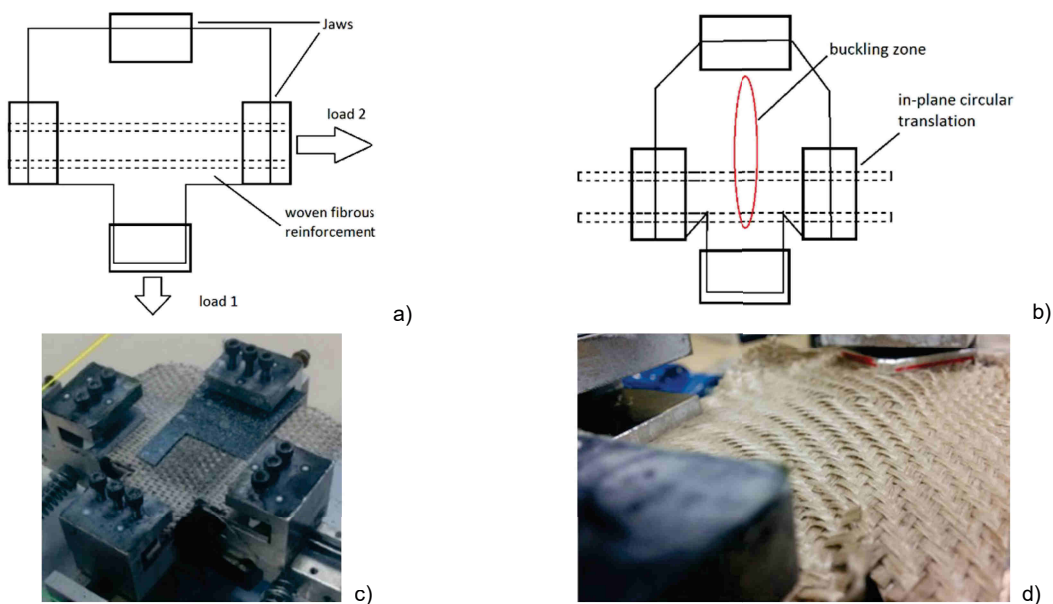 Jaws
load 2
woven fibrous
reinforcement
load 1
a)
buckling zone
in-plane circular
translation
b)
c)
d)